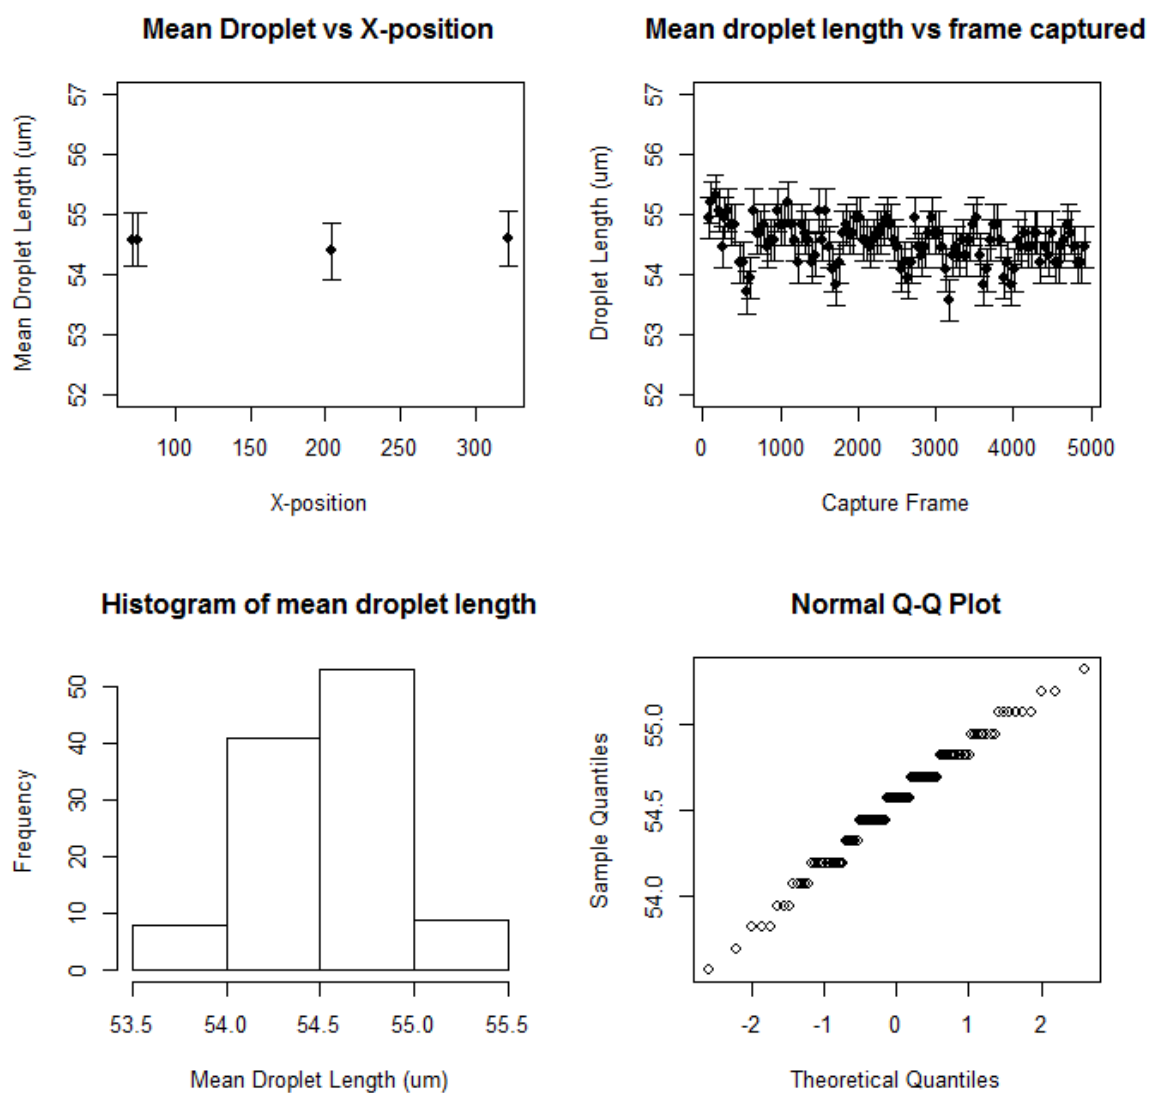 Mean Droplet vs X-position
Mean Droplet Length (um)
57
56
55
54
53
52
100 150 200 250 300
X-position
Mean droplet length vs frame captured
Droplet Length (um)
57
56
55
54
53
52
0 1000 2000 3000 4000 5000
Capture Frame
Histogram of mean droplet length
Frequency
50
40
30
20
10
0
53.5 54.0 54.5 55.0 55.5
Mean Droplet Length (um)
Normal Q-Q Plot
Sample Quantiles
55.0
54.5
54.0
-2 -1 0 1 2
Theoretical Quantiles